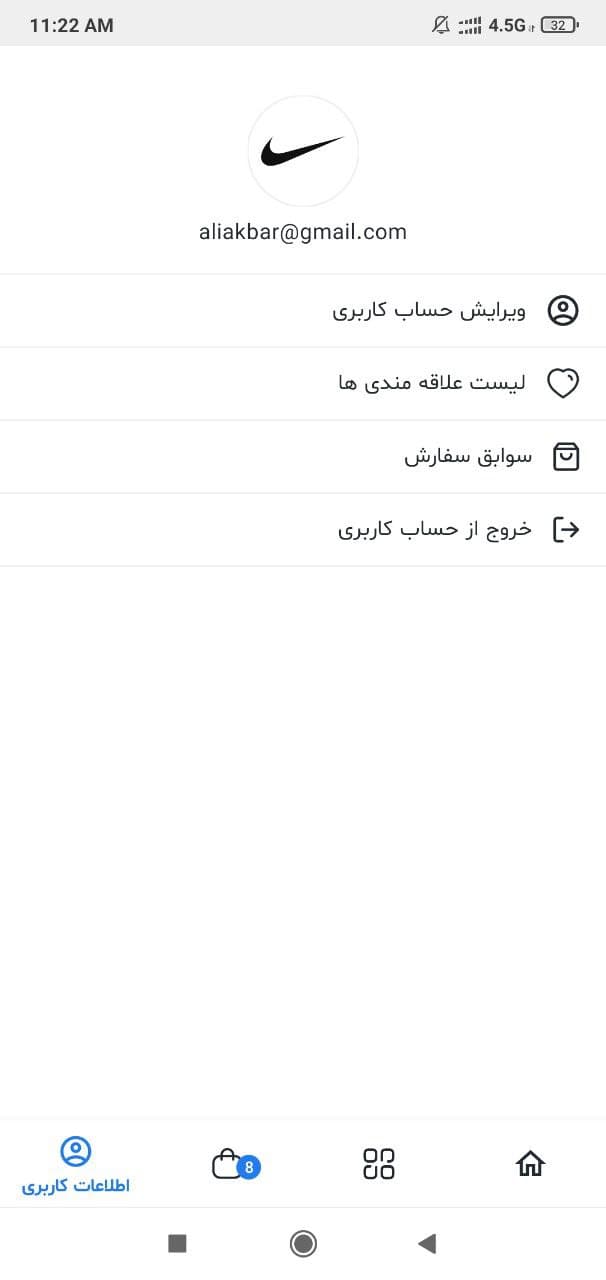 11:22 AM
4.5G 32
aliakbar@gmail.com
ویرایش حساب کاربری
لیست علاقه مندی ها
سوابق سفارش
خروج از حساب کاربری
8
اطلاعات کاربری